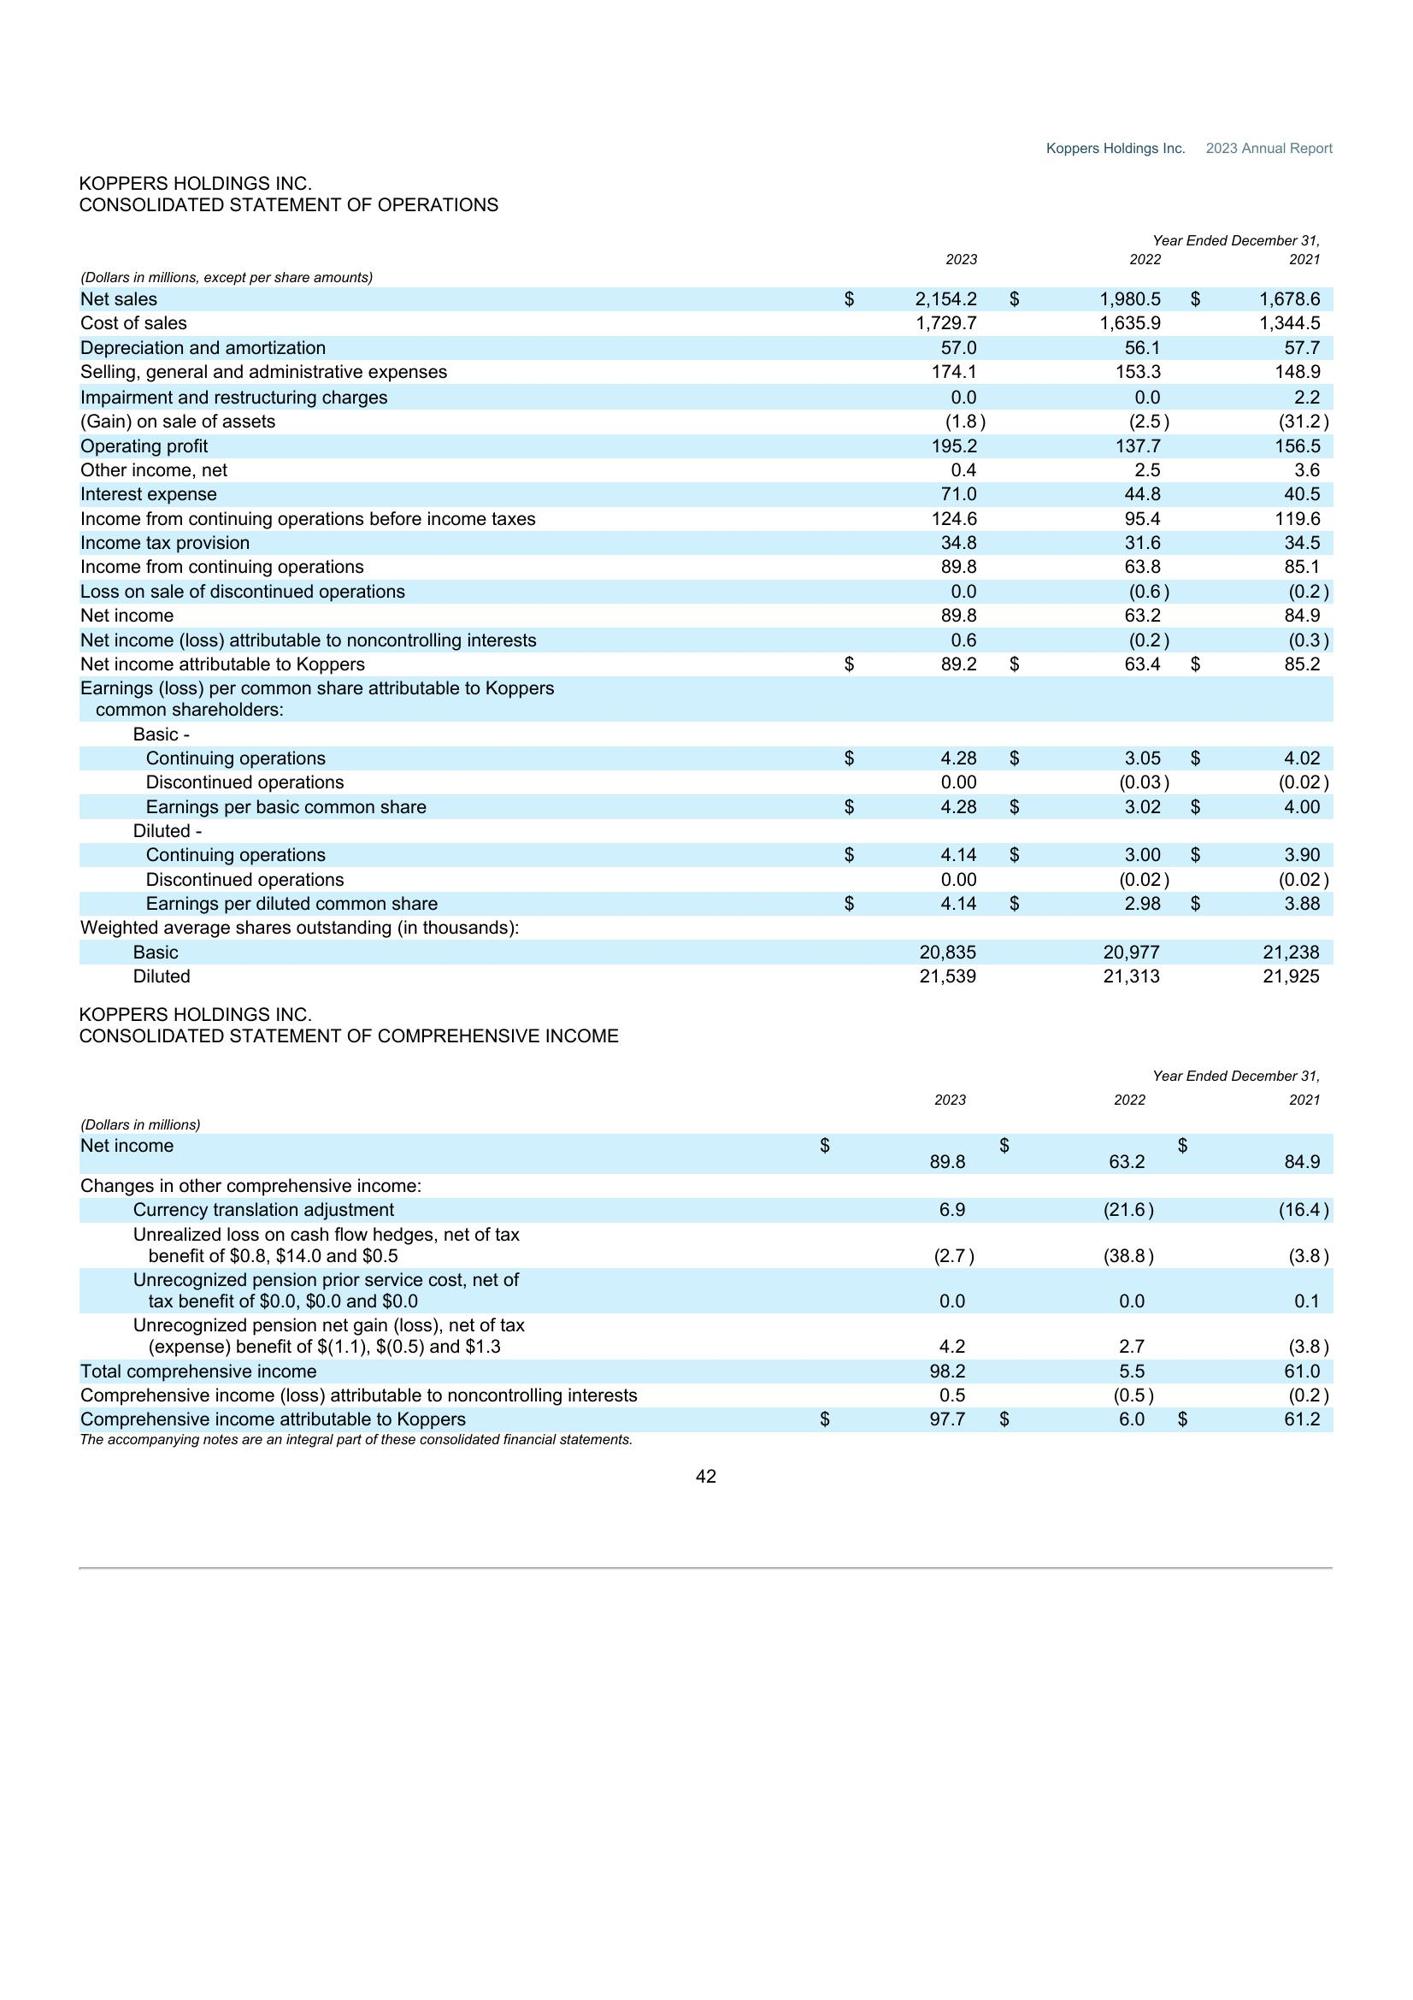 Koppers Holdings Inc. 2023 Annual Report
KOPPERS HOLDINGS INC.
CONSOLIDATED STATEMENT OF OPERATIONS
Year Ended December 31,
2023 2022 2021
(Dollars in millions, except per share amounts)
Net sales $ 2,154.2 $ 1,980.5 $ 1,678.6
Cost of sales 1,729.7 1,635.9 1,344.5
Depreciation and amortization 57.0 56.1 57.7
Selling, general and administrative expenses 174.1 153.3 148.9
Impairment and restructuring charges 0.0 0.0 2.2
(Gain) on sale of assets (1.8) (2.5) (31.2)
Operating profit 195.2 137.7 156.5
Other income, net 0.4 2.5 3.6
Interest expense 71.0 44.8 40.5
Income from continuing operations before income taxes 124.6 95.4 119.6
Income tax provision 34.8 31.6 34.5
Income from continuing operations 89.8 63.8 85.1
Loss on sale of discontinued operations 0.0 (0.6) (0.2)
Net income 89.8 63.2 84.9
Net income (loss) attributable to noncontrolling interests 0.6 (0.2) (0.3)
Net income attributable to Koppers $ 89.2 $ 63.4 $ 85.2
Earnings (loss) per common share attributable to Koppers
common shareholders:
Basic -
Continuing operations $ 4.28 $ 3.05 $ 4.02
Discontinued operations 0.00 (0.03) (0.02)
Earnings per basic common share $ 4.28 $ 3.02 $ 4.00
Diluted -
Continuing operations $ 4.14 $ 3.00 $ 3.90
Discontinued operations 0.00 (0.02) (0.02)
Earnings per diluted common share $ 4.14 $ 2.98 $ 3.88
Weighted average shares outstanding (in thousands):
Basic 20,835 20,977 21,238
Diluted 21,539 21,313 21,925
KOPPERS HOLDINGS INC.
CONSOLIDATED STATEMENT OF COMPREHENSIVE INCOME
Year Ended December 31,
2023 2022 2021
(Dollars in millions)
Net income $ $ $
89.8 63.2 84.9
Changes in other comprehensive income:
Currency translation adjustment 6.9 (21.6) (16.4)
Unrealized loss on cash flow hedges, net of tax
benefit of $0.8, $14.0 and $0.5 (2.7) (38.8) (3.8)
Unrecognized pension prior service cost, net of
tax benefit of $0.0, $0.0 and $0.0 0.0 0.0 0.1
Unrecognized pension net gain (loss), net of tax
(expense) benefit of $(1.1), $(0.5) and $1.3 4.2 2.7 (3.8)
Total comprehensive income 98.2 5.5 61.0
Comprehensive income (loss) attributable to noncontrolling interests 0.5 (0.5) (0.2)
Comprehensive income attributable to Koppers $ 97.7 $ 6.0 $ 61.2
The accompanying notes are an integral part of these consolidated financial statements.
42